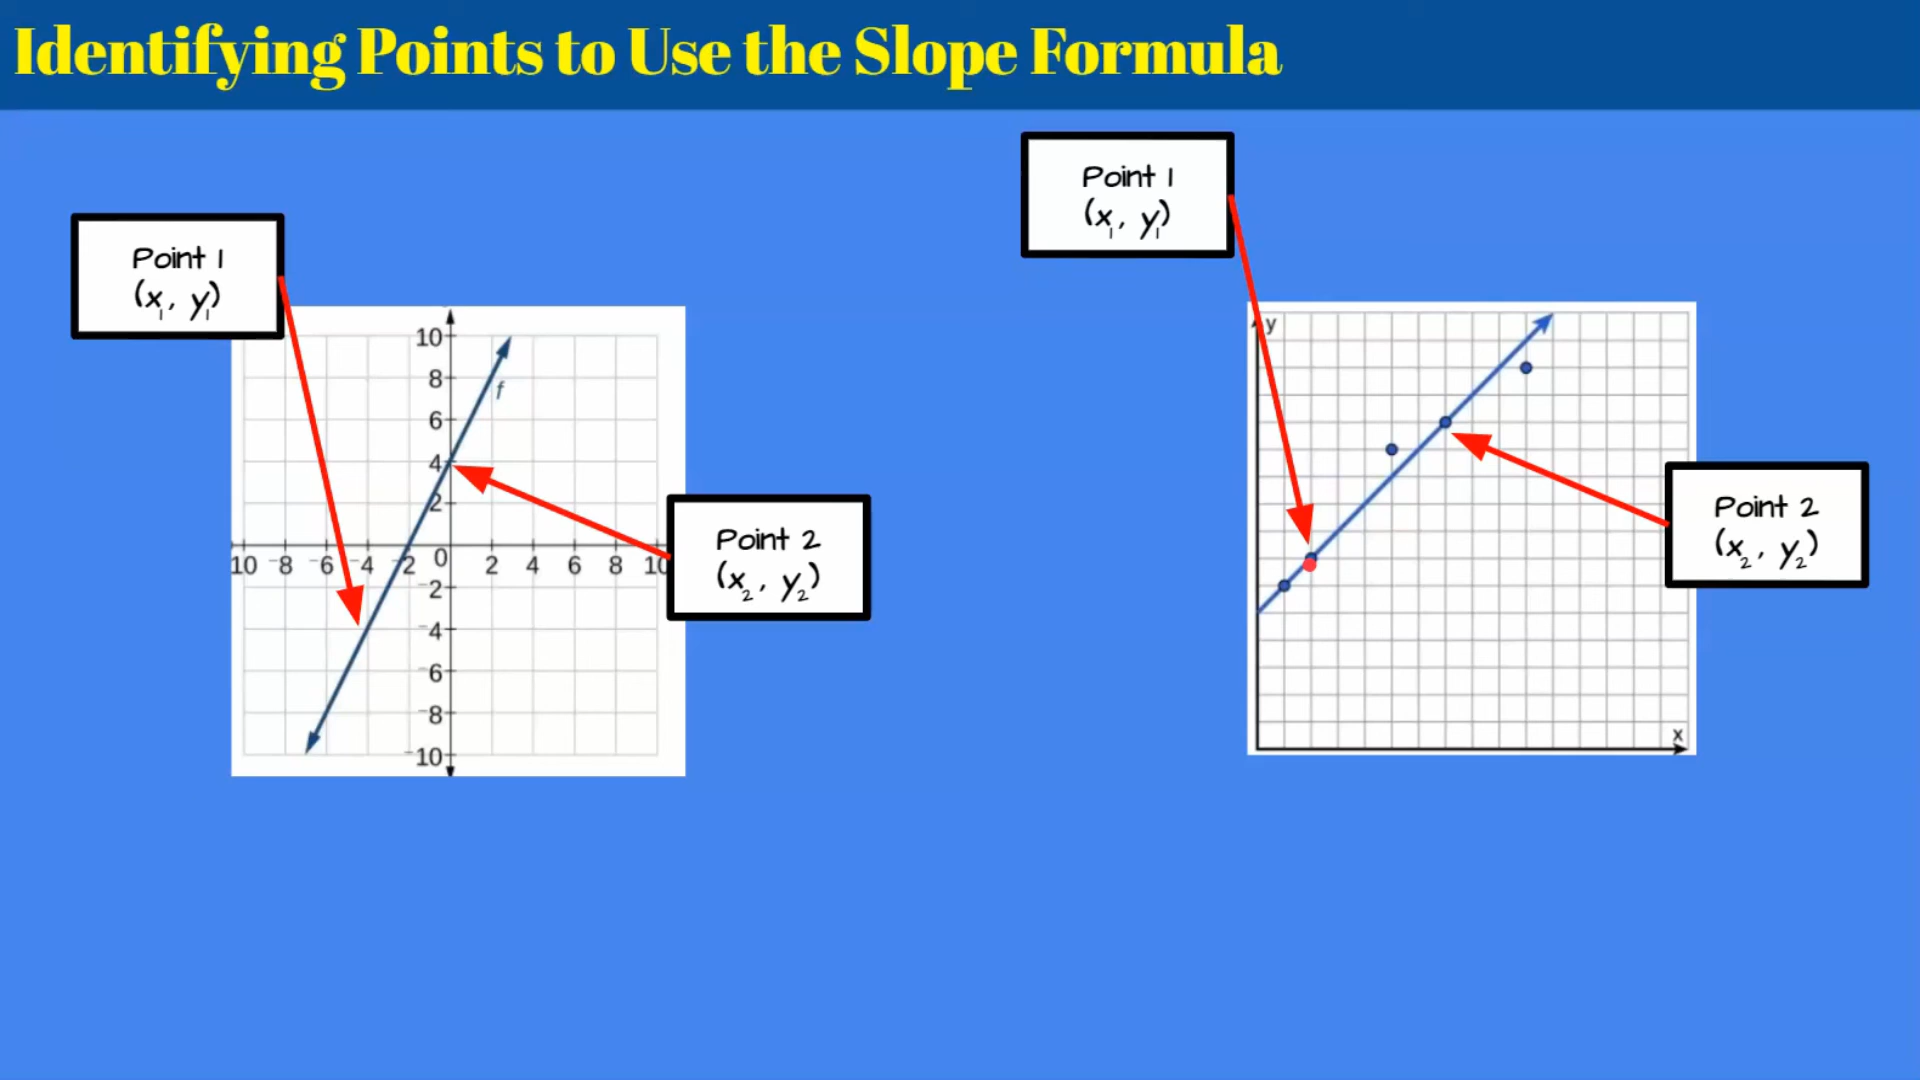 Identifying Points to Use the Slope Formula
Point 1
(x₁, y₁)
Point 1
(x₁, y₁)
10
8
f
6
4
2
10 -8 -6 -4 -2 0 2 4 6 8 10
-2
-4
-6
-8
-10
Point 2
(x₂, y₂)
y
Point 2
(x₂, y₂)
x